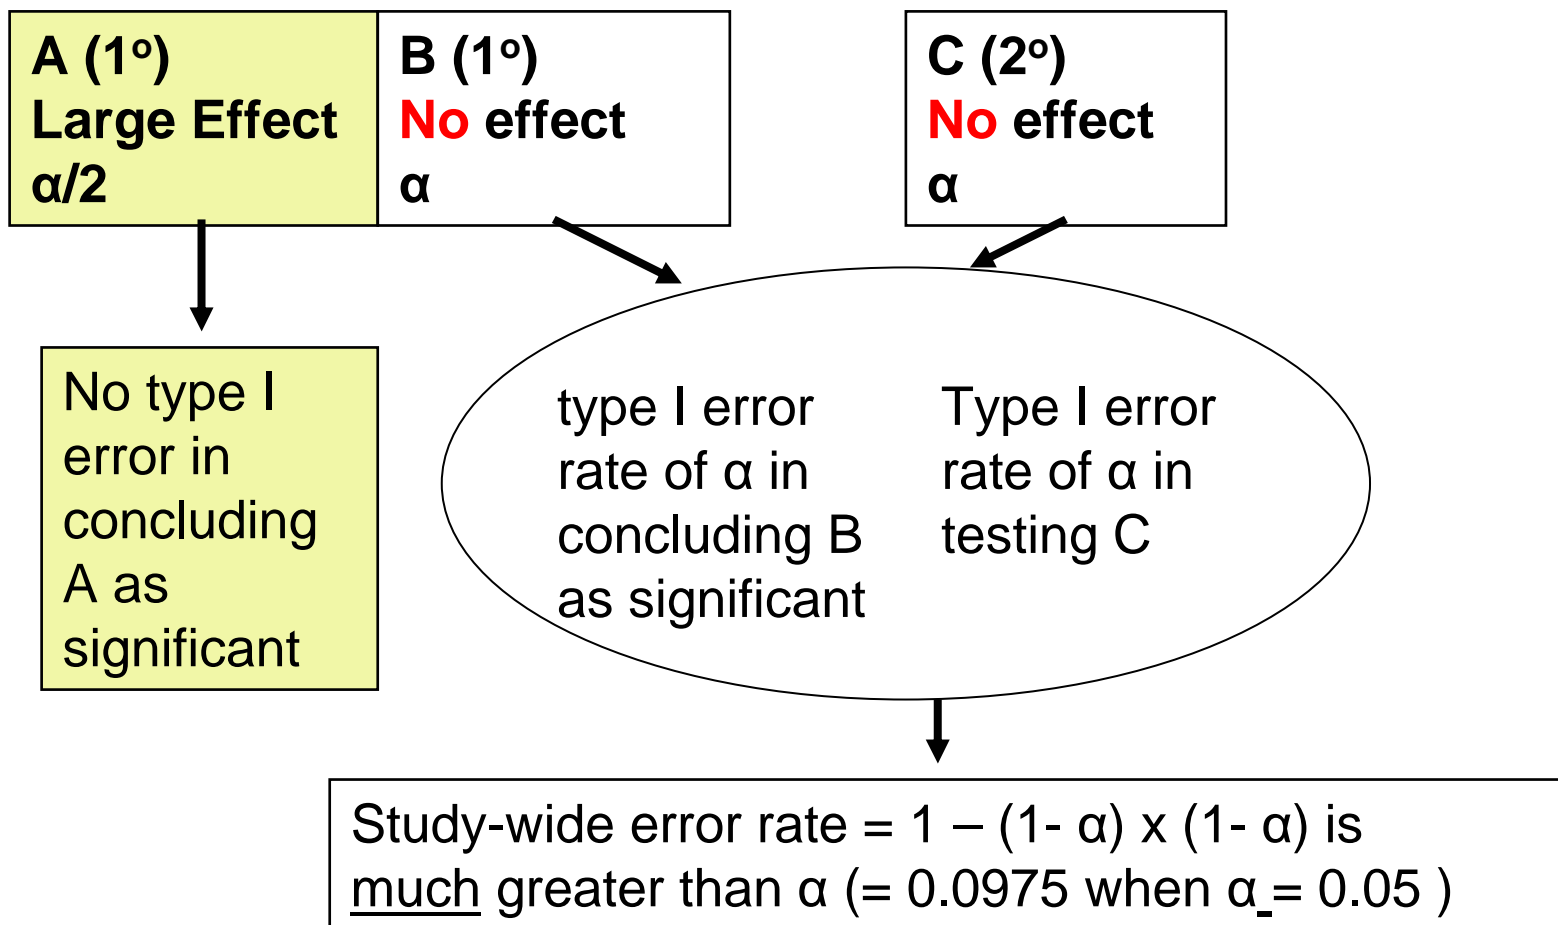 A (1º)
Large Effect
α/2
B (1º)
No effect
α
C (2º)
No effect
α
No type I
error in
concluding
A as
significant
type I error
rate of α in
concluding B
as significant
Type I error
rate of α in
testing C
Study-wide error rate = 1 – (1- α) x (1- α) is
much greater than α (= 0.0975 when α = 0.05 )